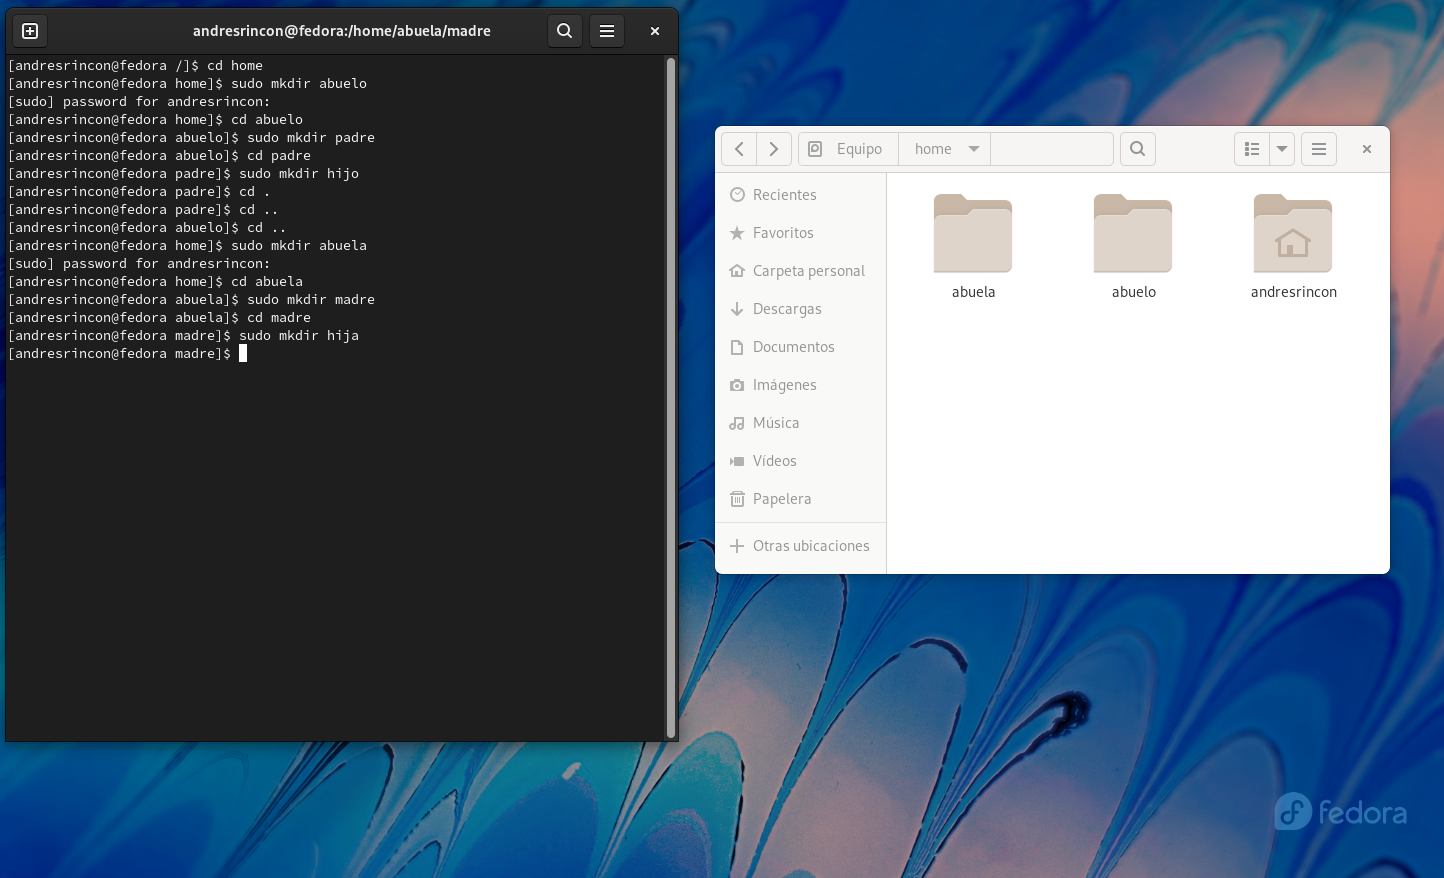 andresrincon@fedora:/home/abuela/madre
[andresrincon@fedora /]$ cd home
[andresrincon@fedora home]$ sudo mkdir abuelo
[sudo] password for andresrincon:
[andresrincon@fedora home]$ cd abuelo
[andresrincon@fedora abuelo]$ sudo mkdir padre
[andresrincon@fedora abuelo]$ cd padre
[andresrincon@fedora padre]$ sudo mkdir hijo
[andresrincon@fedora padre]$ cd .
[andresrincon@fedora padre]$ cd ..
[andresrincon@fedora abuelo]$ cd ..
[andresrincon@fedora home]$ sudo mkdir abuela
[sudo] password for andresrincon:
[andresrincon@fedora home]$ cd abuela
[andresrincon@fedora abuela]$ sudo mkdir madre
[andresrincon@fedora abuela]$ cd madre
[andresrincon@fedora madre]$ sudo mkdir hija
[andresrincon@fedora madre]$
Equipo home
Recientes
Favoritos
Carpeta personal
Descargas
Documentos
Imágenes
Música
Vídeos
Papelera
Otras ubicaciones
abuela abuelo andresrincon
fedora